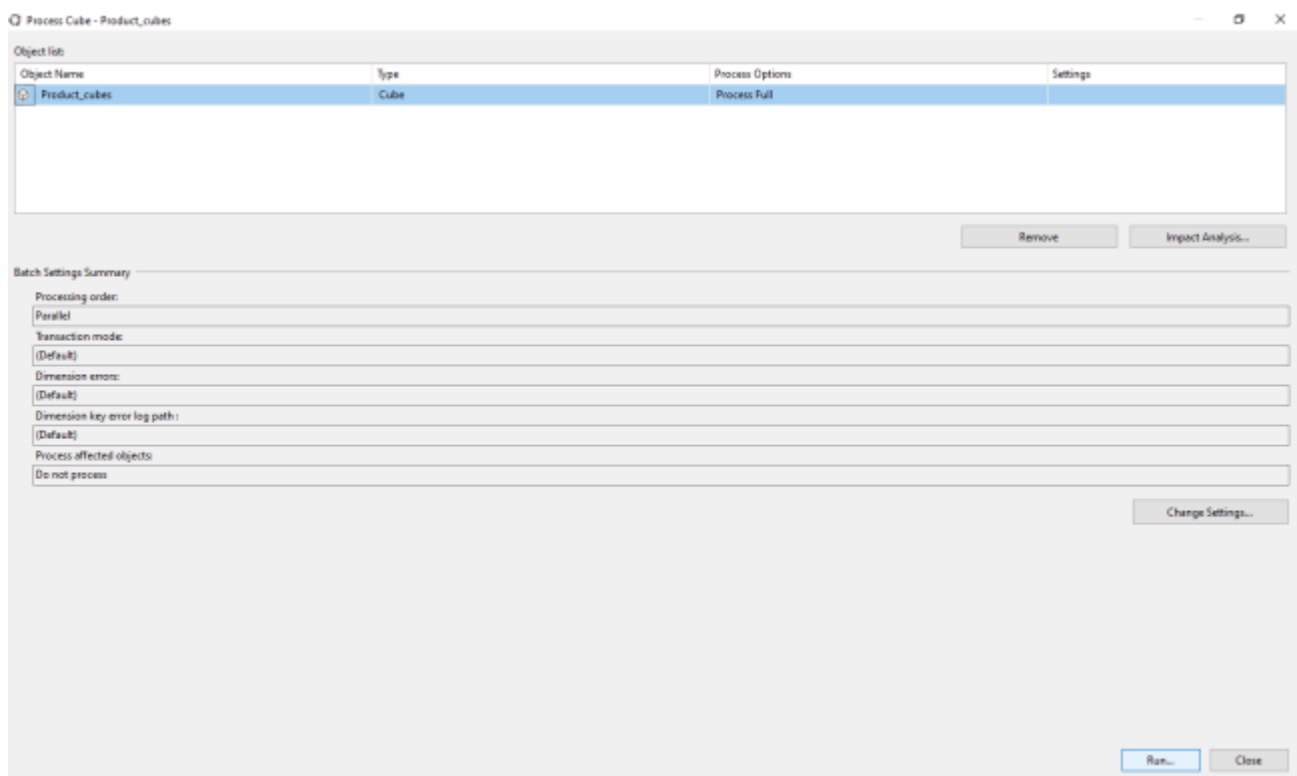 Process Cube - Product_cubes
Object list:
Object Name Type Process Options Settings
Product_cubes Cube Process Full
Remove Impact Analysis...
Batch Settings Summary
Processing order:
Parallel
Transaction mode:
(Default)
Dimension errors:
(Default)
Dimension key error log path :
(Default)
Process affected objects:
Do not process
Change Settings...
Run... Close